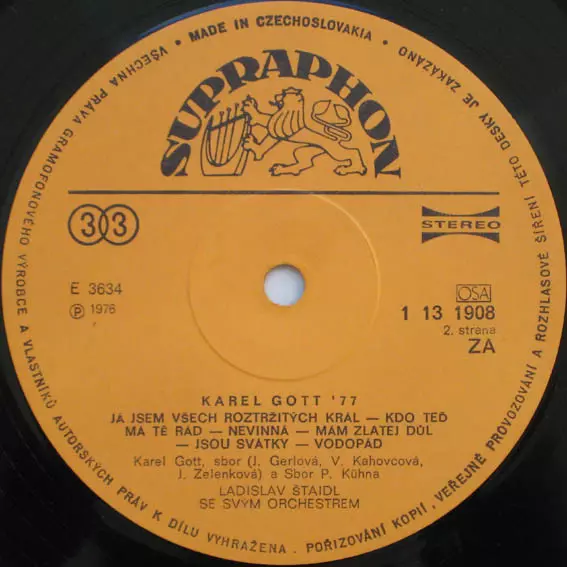 VŠECHNA PRÁVA GRAMOFONOVÉHO VÝROBCE A VLASTNÍKŮ AUTORSKÝCH PRÁV K DÍLU VYHRAŽENA. POŘIZOVÁNÍ KOPIÍ, VEŘEJNÉ PROVOZOVÁNÍ A ROZHLASOVÉ ŠÍŘENÍ TÉTO DESKY JE ZAKÁZÁNO • MADE IN CZECHOSLOVAKIA •
SUPRAPHON
33
STEREO
E 3634
℗ 1976
OSA
1 13 1908
2. strana
ZA
KAREL GOTT '77
JÁ JSEM VŠECH ROZTRŽITÝCH KRÁL — KDO TEĎ
MÁ TĚ RÁD — NEVINNÁ — MÁM ZLATEJ DŮL
— JSOU SVÁTKY — VODOPÁD
Karel Gott, sbor (J. Gerlová, V. Kahovcová,
J. Zelenková) a Sbor P. Kühna
LADISLAV ŠTAIDL
SE SVÝM ORCHESTREM